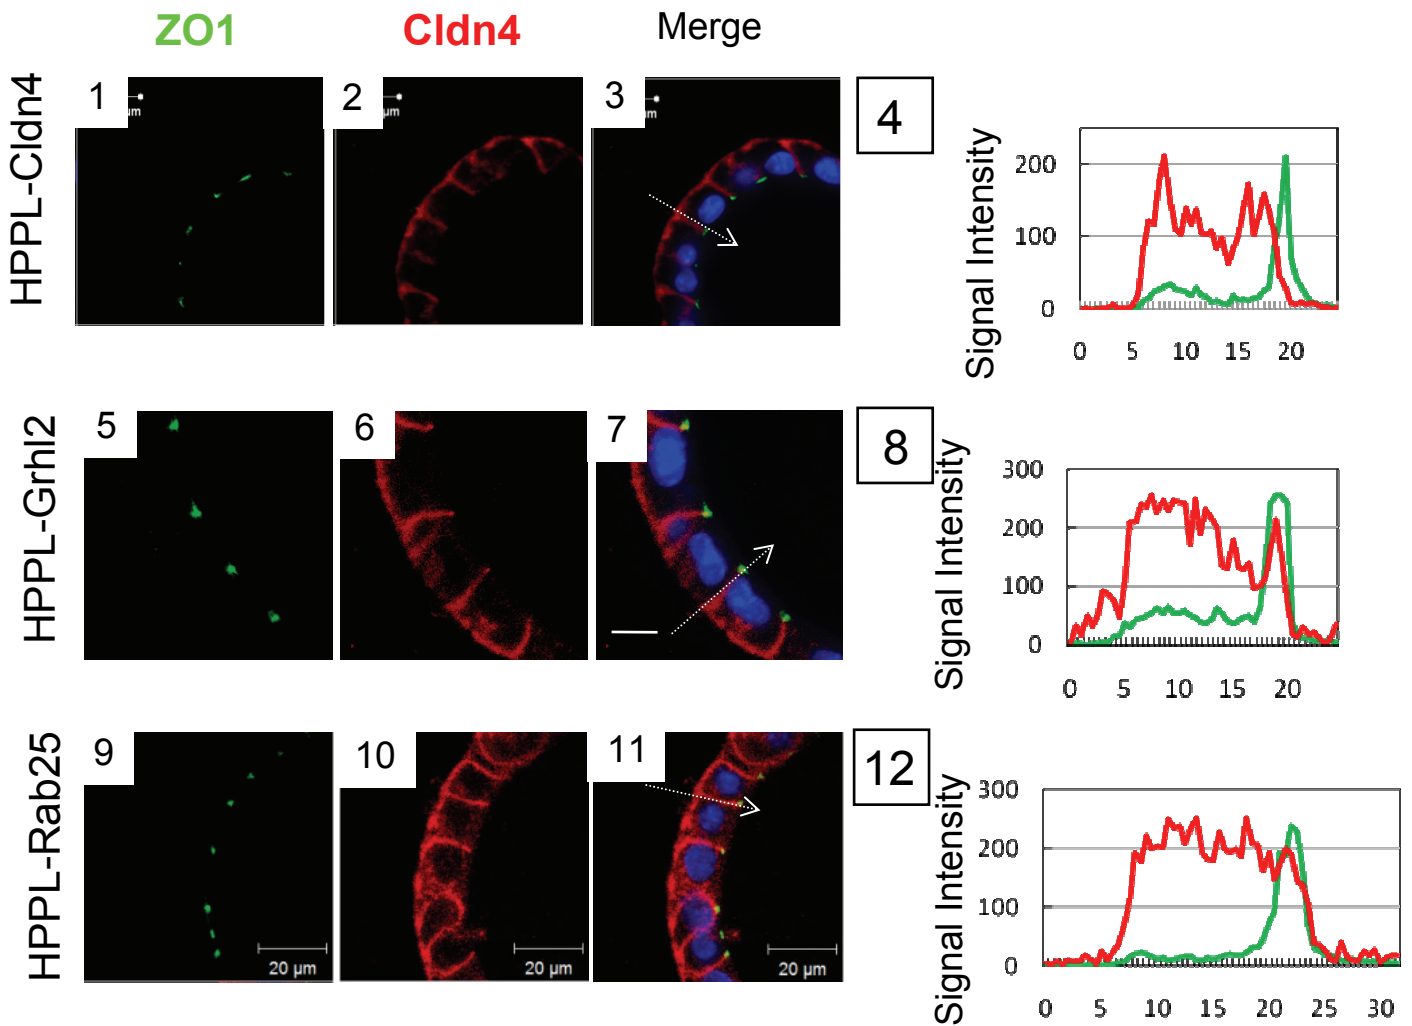 ZO1 Cldn4 Merge
HPPL-Cldn4
1 2 3 4
µm µm
Signal Intensity
200
100
0
0 5 10 15 20
HPPL-Grhl2
5 6 7 8
Signal Intensity
300
200
100
0
0 5 10 15 20
HPPL-Rab25
9 10 11 12
20 µm 20 µm 20 µm
Signal Intensity
300
200
100
0
0 5 10 15 20 25 30